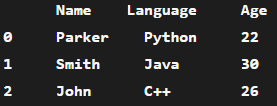 Name Language Age
0 Parker Python 22
1 Smith Java 30
2 John C++ 26